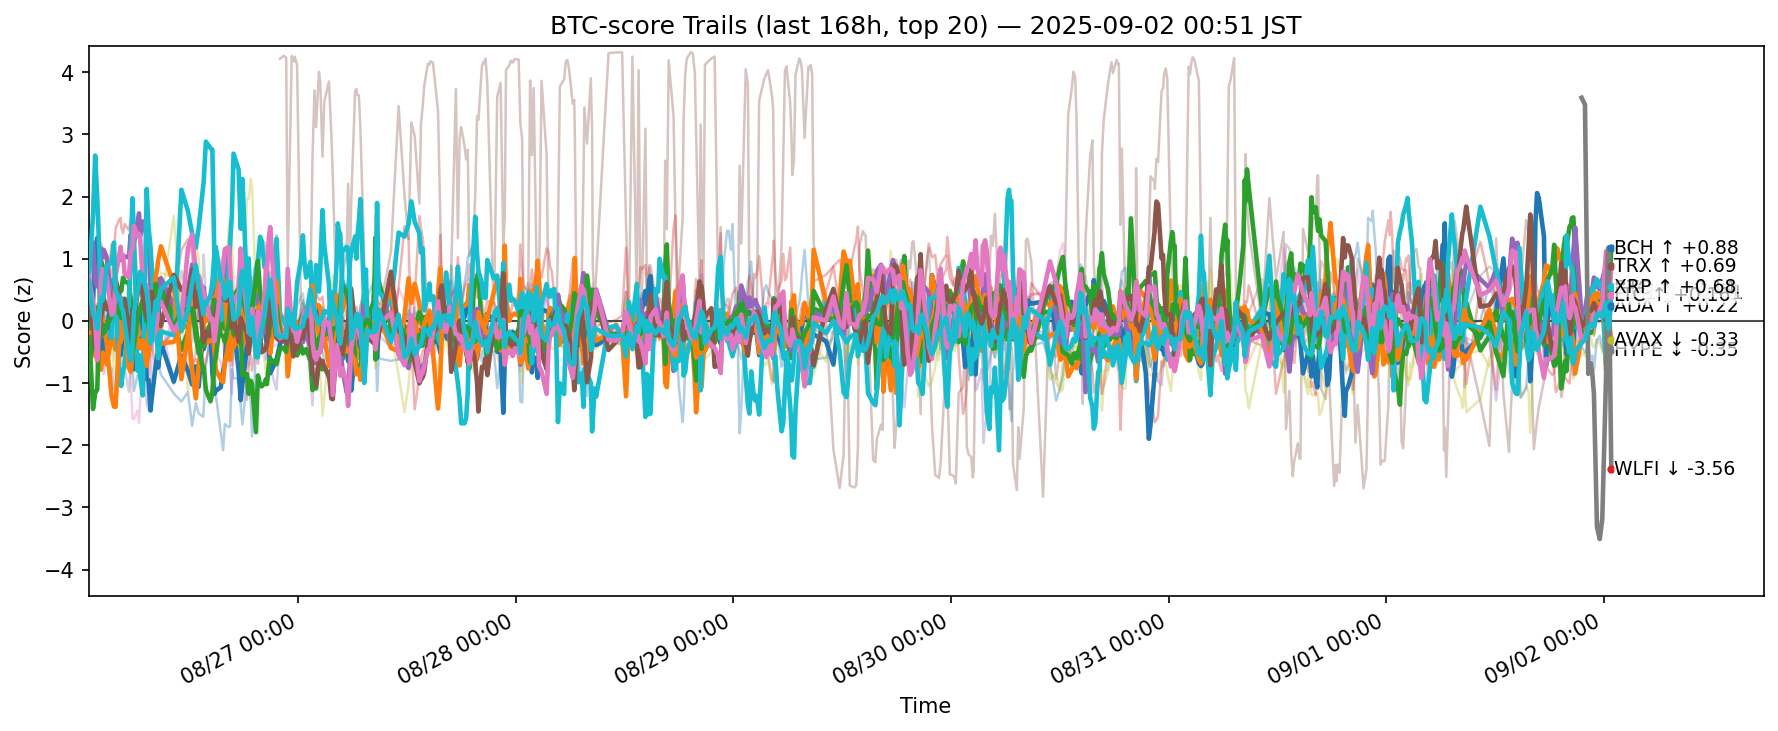 BTC-score Trails (last 168h, top 20) — 2025-09-02 00:51 JST
Score (z)
4
3
2
1
0
−1
−2
−3
−4
BCH ↑ +0.88
TRX ↑ +0.69
XRP ↑ +0.68
ADA ↑ +0.22
AVAX ↓ -0.33
HYPE ↓ -0.35
WLFI ↓ -3.56
08/27 00:00
08/28 00:00
08/29 00:00
08/30 00:00
08/31 00:00
09/01 00:00
09/02 00:00
Time